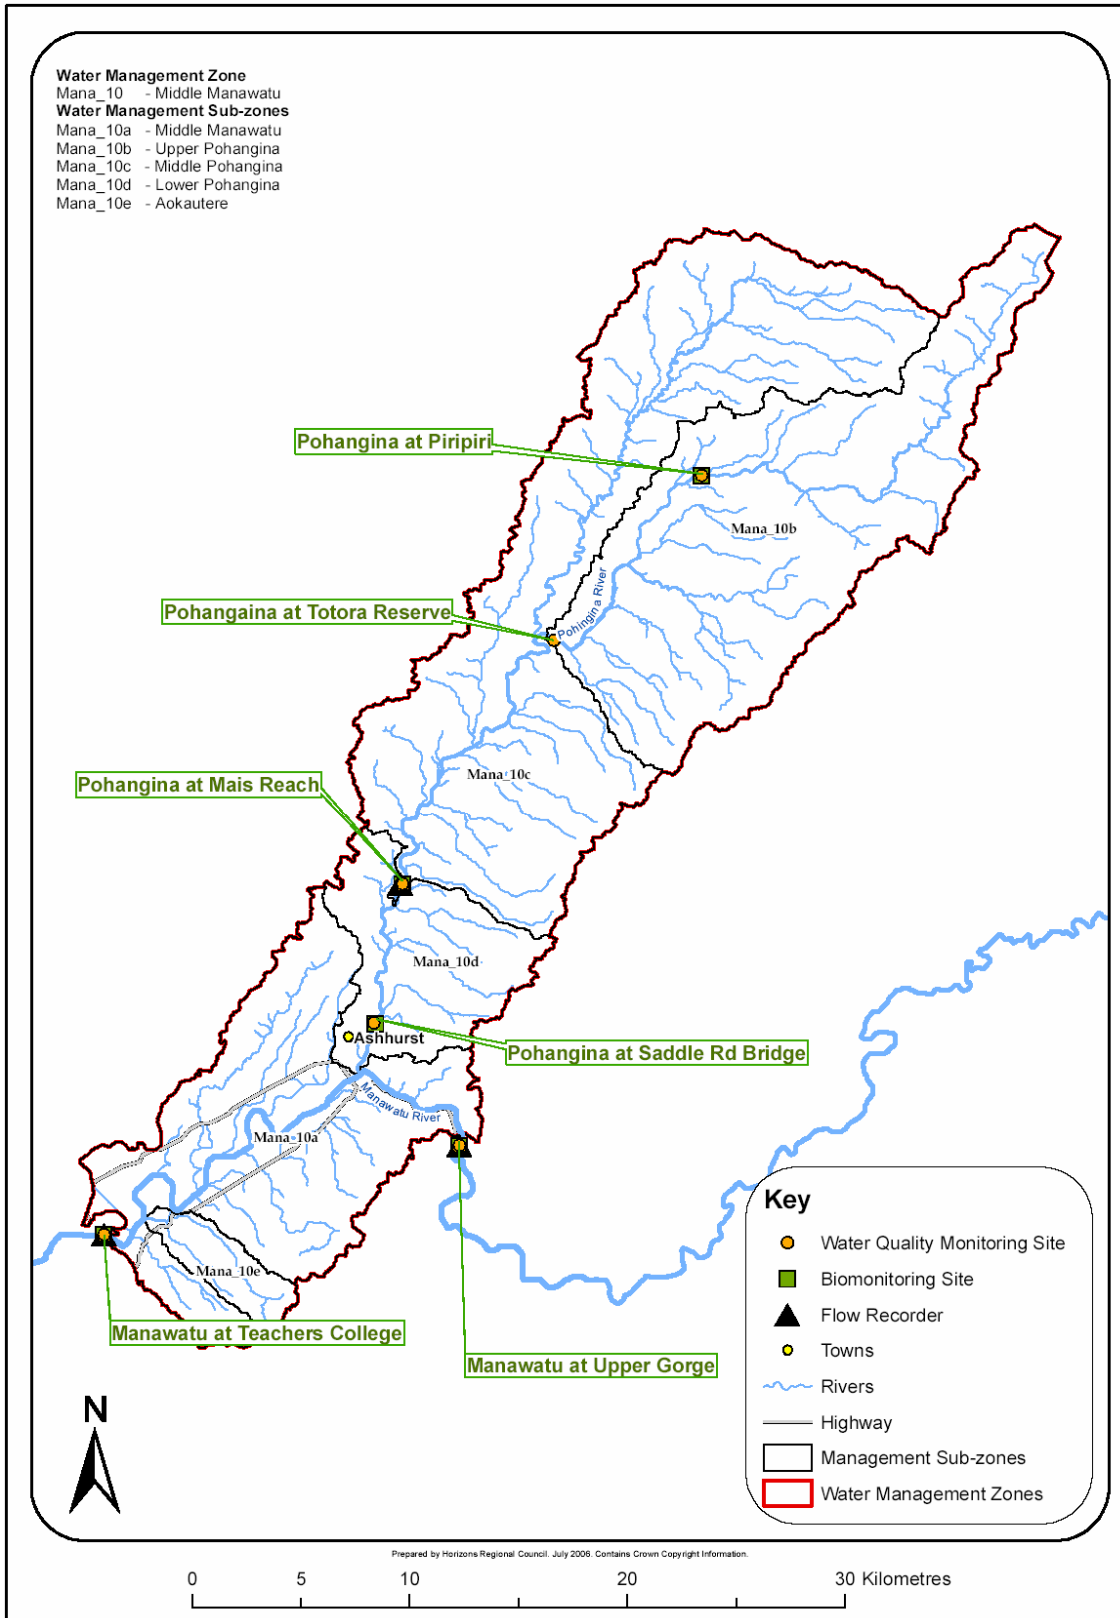 Water Management Zone
Mana_10 - Middle Manawatu
Water Management Sub-zones
Mana_10a - Middle Manawatu
Mana_10b - Upper Pohangina
Mana_10c - Middle Pohangina
Mana_10d - Lower Pohangina
Mana_10e - Aokautere
Pohangina at Piripiri
Mana_10b
Pohingina River
Pohangaina at Totora Reserve
Mana_10c
Pohangina at Mais Reach
Mana_10d
Ashhurst
Pohangina at Saddle Rd Bridge
Manawatu River
Mana_10a
Mana_10e
Manawatu at Teachers College
Manawatu at Upper Gorge
Key
Water Quality Monitoring Site
Biomonitoring Site
Flow Recorder
Towns
Rivers
Highway
Management Sub-zones
Water Management Zones
N
Prepared by Horizons Regional Council. July 2006. Contains Crown Copyright Information.
0 5 10 20 30 Kilometres